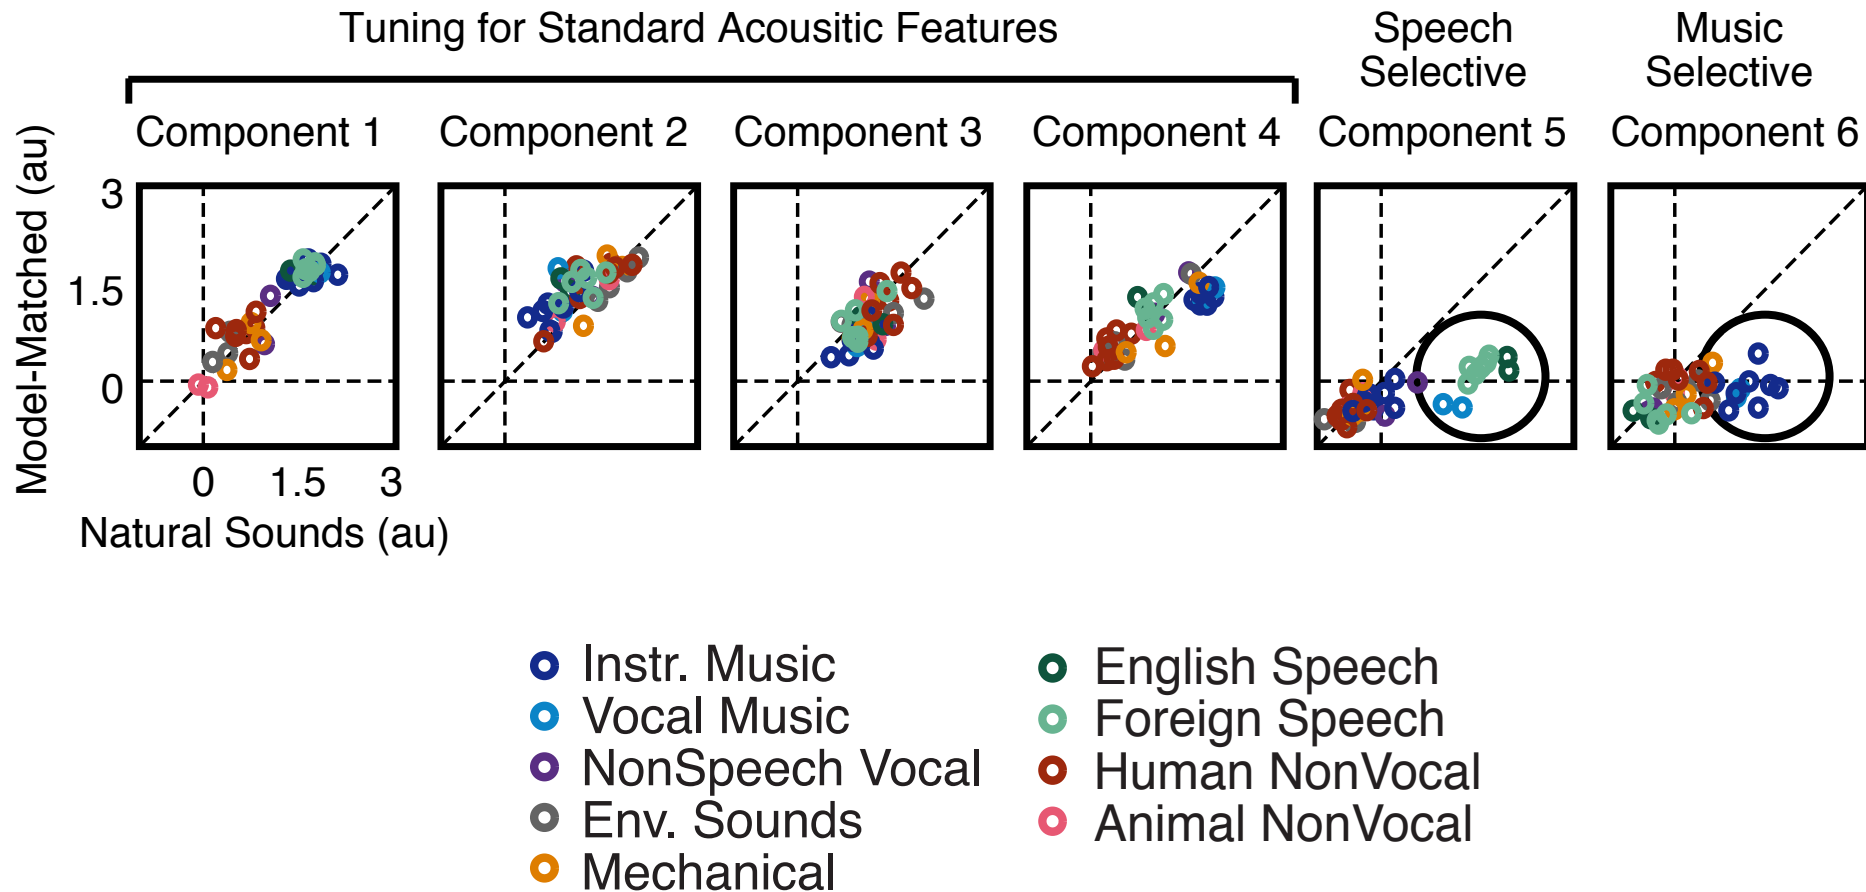 Tuning for Standard Acousitic Features
Speech
Selective
Music
Selective
Component 1
Component 2
Component 3
Component 4
Component 5
Component 6
Model-Matched (au)
3
1.5
0
0
1.5
3
Natural Sounds (au)
Instr. Music
Vocal Music
NonSpeech Vocal
Env. Sounds
Mechanical
English Speech
Foreign Speech
Human NonVocal
Animal NonVocal